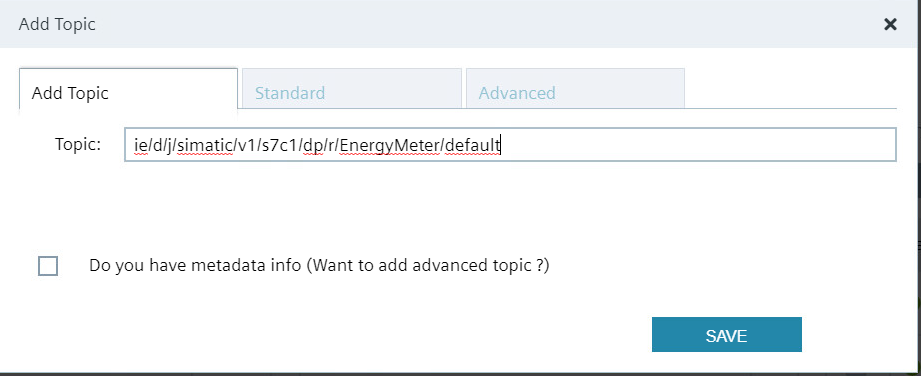 Add Topic
Add Topic Standard Advanced
Topic: ie/d/j/simatic/v1/s7c1/dp/r/EnergyMeter/default
Do you have metadata info (Want to add advanced topic ?)
SAVE